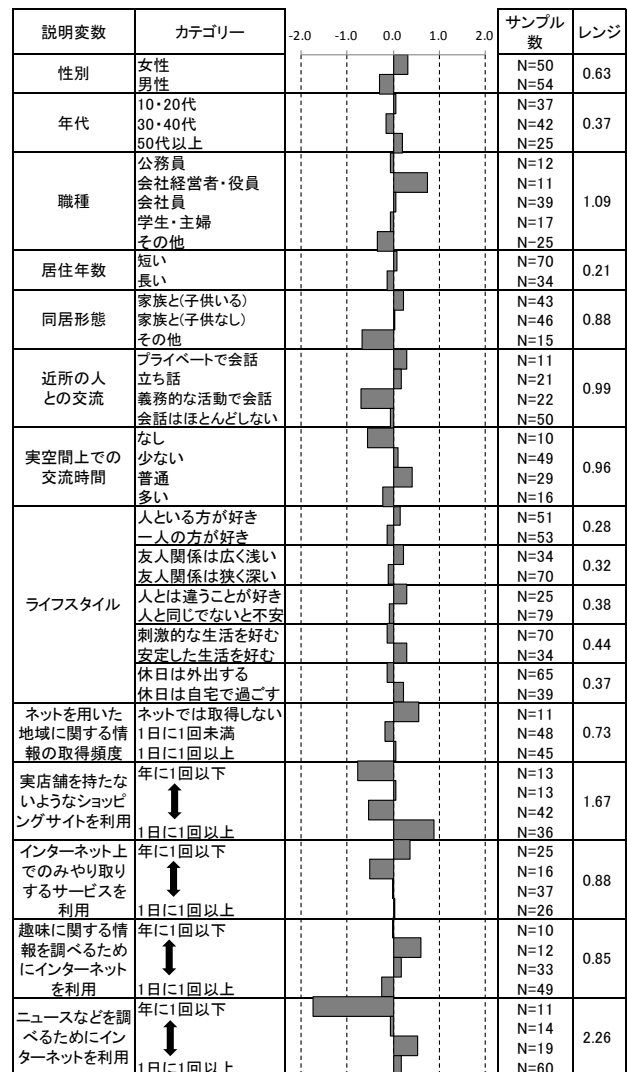 説明変数 カテゴリー -2.0 -1.0 0.0 1.0 2.0 サンプル数 レンジ
性別 女性 N=50 0.63
男性 N=54
年代 10・20代 N=37 0.37
30・40代 N=42
50代以上 N=25
職種 公務員 N=12 1.09
会社経営者・役員 N=11
会社員 N=39
学生・主婦 N=17
その他 N-25
居住年数 短い N=70 0.21
長い N=34
同居形態 家族と(子供いる) N=43 0.88
家族と(子供なし) N=46
その他 N=15
近所の人
との交流
プライベートで会話 N=11 0.99
立ち話 N=21
義務的な活動で会話 N=22
会話はほとんどしない N=50
実空間上での
交流時間
なし N=10 0.96
少ない N=49
普通 N=29
多い N=16
ライフスタイル
人といる方が好き N=51 0.28
一人の方が好き N=53
友人関係は広く浅い N=34 0.32
友人関係は狭く深い N=70
人とは違うことが好き N=25 0.38
人と同じでないと不安 N=79
刺激的な生活を好む N=70 0.44
安定した生活を好む N=34
休日は外出する N=65 0.37
休日は自宅で過ごす N=39
ネットを用いた
地域に関する情
報の取得頻度
ネットでは取得しない N=11 0.73
1日に1回未満 N=48
1日に1回以上 N=45
実店舗を持たな
いようなショッピ
ングサイトを利用
年に1回以下 N=13 1.67
N=13
N=42
1日に1回以上 N=36
インターネット上
でのみやり取り
するサービスを
利用
年に1回以下 N=25 0.88
N=16
N=37
1日に1回以上 N=26
趣味に関する情
報を調べるため
にインターネット
を利用
年に1回以下 N=10 0.85
N=12
N=33
1日に1回以上 N=49
ニュースなどを調
べるためにイン
ターネットを利用
年に1回以下 N=11 2.26
N=14
N=19
1日に1回以上 N=60